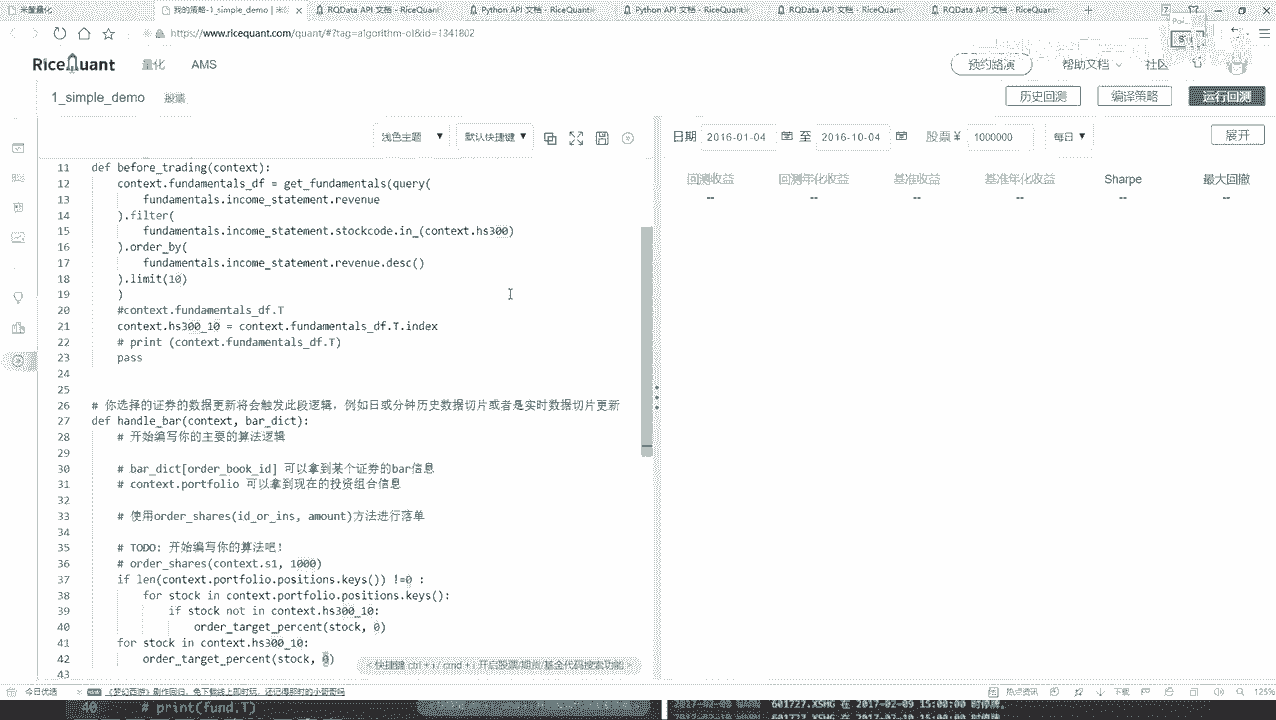 米筐量化
我的策略-1_simple_demo | 米
RQData API 文档 - RiceQuant
Python API 文档 - RiceQuant
Python API 文档 - RiceQuant
RQData API 文档 - RiceQuant
RQData API 文档 - RiceQuant
https://www.ricequant.com/quant/#?tag=algorithm-ol&id=1341802
RiceQuant 量化 AMS 预约路演 帮助文档 社区
1_simple_demo 股票 历史回测 编译策略 运行回测
浅色主题 默认快捷键
日期 2016-01-04 至 2016-10-04 股票 ¥ 1000000 每日 展开
回测收益 回测年化收益 基准收益 基准年化收益 Sharpe 最大回撤
-- -- -- -- -- --
11 def before_trading(context):
12 context.fundamentals_df = get_fundamentals(query(
13 fundamentals.income_statement.revenue
14 ).filter(
15 fundamentals.income_statement.stockcode.in_(context.hs300)
16 ).order_by(
17 fundamentals.income_statement.revenue.desc()
18 ).limit(10)
19 )
20 #context.fundamentals_df.T
21 context.hs300_10 = context.fundamentals_df.T.index
22 # print (context.fundamentals_df.T)
23 pass
24
25
26 # 你选择的证券的数据更新将会触发此段逻辑，例如日或分钟历史数据切片或者是实时数据切片更新
27 def handle_bar(context, bar_dict):
28 # 开始编写你的主要的算法逻辑
29
30 # bar_dict[order_book_id] 可以拿到某个证券的bar信息
31 # context.portfolio 可以拿到现在的投资组合信息
32
33 # 使用order_shares(id_or_ins, amount)方法进行落单
34
35 # TODO: 开始编写你的算法吧！
36 # order_shares(context.s1, 1000)
37 if len(context.portfolio.positions.keys()) !=0 :
38 for stock in context.portfolio.positions.keys():
39 if stock not in context.hs300_10:
40 order_target_percent(stock, 0)
41 for stock in context.hs300_10:
42 order_target_percent(stock, 0)
43
快捷键 ctrl + i / cmd + i 开启股票/期货/基金代码搜索功能
今日优选
热点资讯 下载 125%
40 # print(fund.T)
601727.XSHG 在 2017-02-09 15:00:00 时停牌。